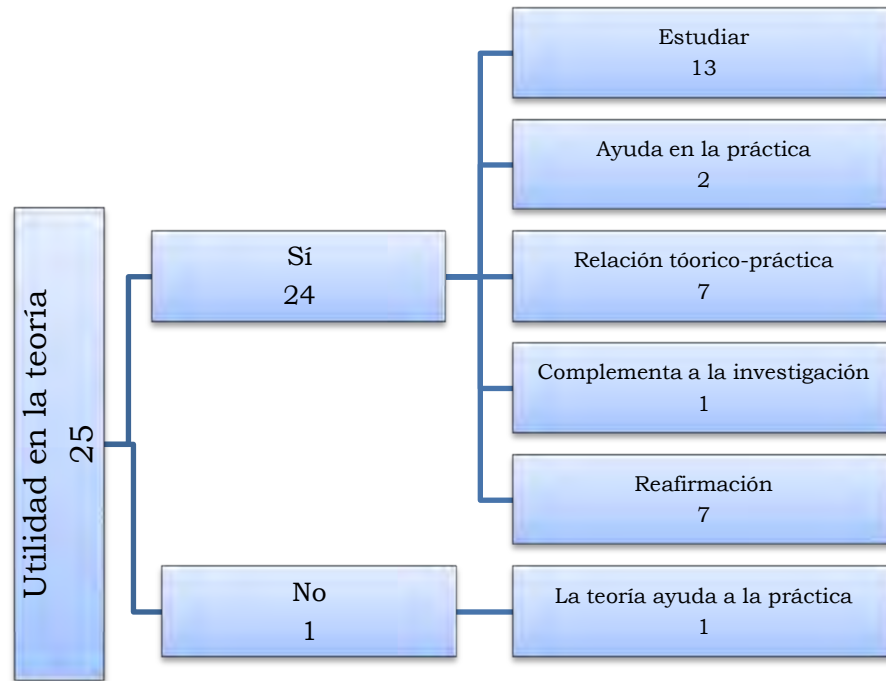 Utilidad en la teoría
25
Sí
24
No
1
Estudiar
13
Ayuda en la práctica
2
Relación tóorico-práctica
7
Complementa a la investigación
1
Reafirmación
7
La teoría ayuda a la práctica
1